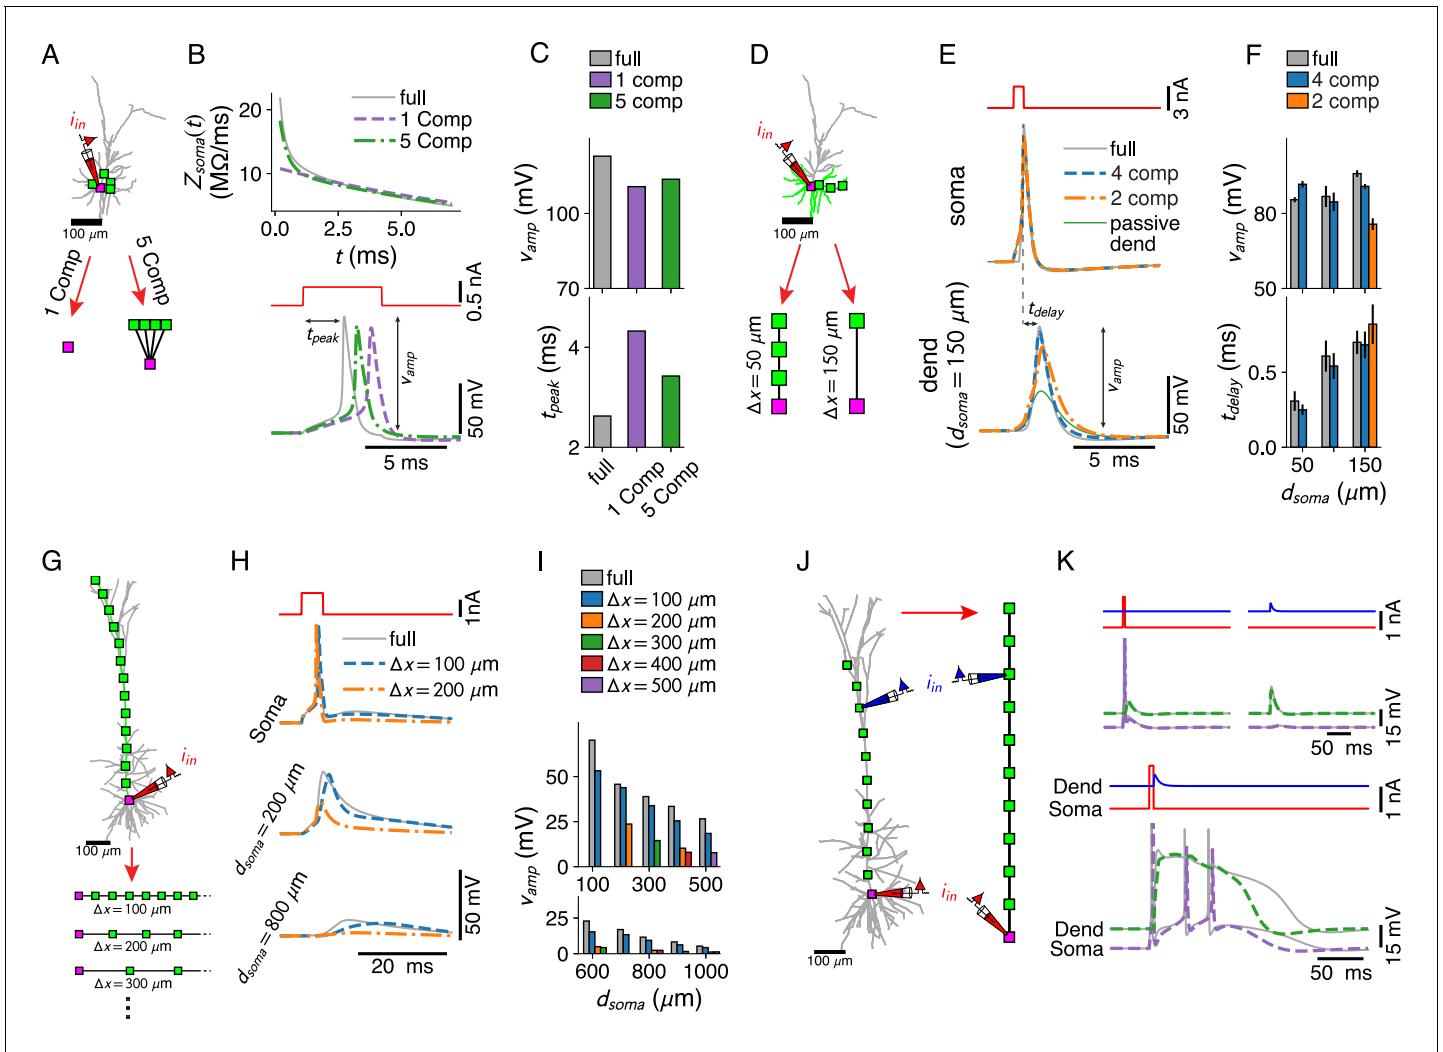 A
i_in
100 μm
1 Comp
5 Comp
B
Z_soma(t)
(MΩ/ms)
20
10
full
1 Comp
5 Comp
0.0
2.5
5.0
t (ms)
0.5 nA
t_peak
v_amp
50 mV
5 ms
C
full
1 comp
5 comp
v_amp (mV)
100
70
t_peak (ms)
4
2
full
1 Comp
5 Comp
D
i_in
100 μm
Δx = 50 μm
Δx = 150 μm
E
3 nA
soma
full
4 comp
2 comp
passive
dend
dend
(d_soma = 150 μm)
t_delay
v_amp
50 mV
5 ms
F
full
4 comp
2 comp
v_amp (mV)
80
50
t_delay (ms)
0.5
0.0
50
150
d_soma (μm)
G
i_in
100 μm
Δx = 100 μm
Δx = 200 μm
Δx = 300 μm
H
1nA
full
Δx = 100 μm
Δx = 200 μm
Soma
d_soma = 200 μm
d_soma = 800 μm
50 mV
20 ms
I
full
Δx = 100 μm
Δx = 200 μm
Δx = 300 μm
Δx = 400 μm
Δx = 500 μm
v_amp (mV)
50
25
0
100
300
500
25
0
600
800
1000
d_soma (μm)
J
i_in
i_in
100 μm
K
1 nA
15 mV
50 ms
Dend
Soma
1 nA
Dend
Soma
15 mV
50 ms